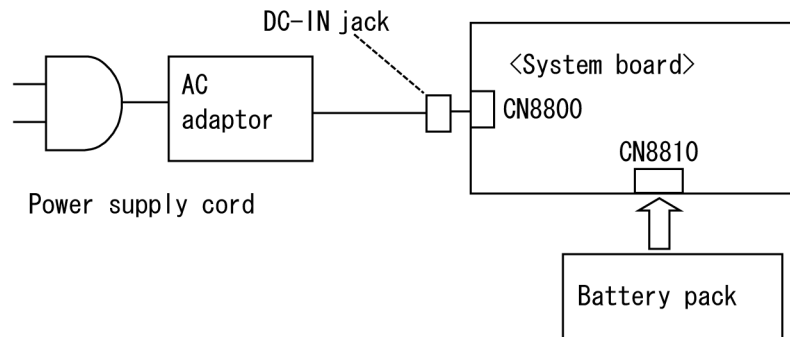 DC-IN jack
<System board>
AC
adaptor
CN8800
CN8810
Power supply cord
Battery pack